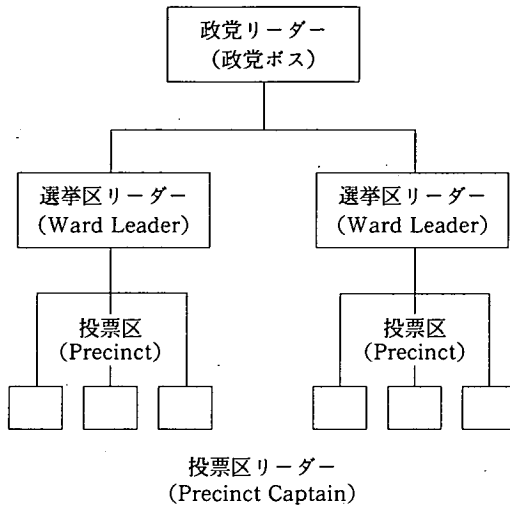 政党リーダー
(政党ボス)
選挙区リーダー
(Ward Leader)
選挙区リーダー
(Ward Leader)
投票区
(Precinct)
投票区
(Precinct)
投票区リーダー
(Precinct Captain)